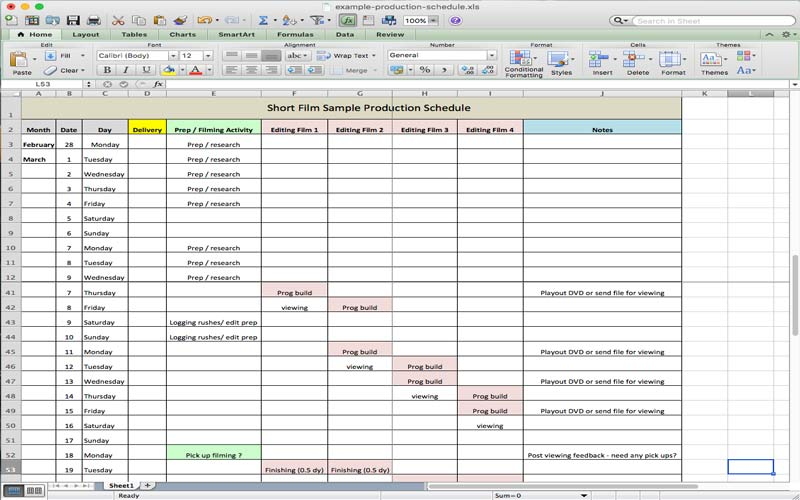 example-production-schedule.xls
100%
Search in Sheet
Home Layout Tables Charts SmartArt Formulas Data Review
Edit Font Alignment Number Format Cells Themes
Paste Fill Calibri (Body) 12 abc Wrap Text General Conditional Formatting Styles Insert Delete Format Themes Aa
Clear B I U A Merge %
L53 fx
A B C D E F G H I J K L
1 Short Film Sample Production Schedule
2 Month Date Day Delivery Prep / Filming Activity Editing Film 1 Editing Film 2 Editing Film 3 Editing Film 4 Notes
3 February 28 Monday Prep / research
4 March 1 Tuesday Prep / research
5 2 Wednesday Prep / research
6 3 Thursday Prep / research
7 4 Friday Prep / research
8 5 Saturday
9 6 Sunday
10 7 Monday Prep / research
11 8 Tuesday Prep / research
12 9 Wednesday Prep / research
41 7 Thursday Prog build Playout DVD or send file for viewing
42 8 Friday viewing Prog build
43 9 Saturday Logging rushes/ edit prep
44 10 Sunday Logging rushes/ edit prep
45 11 Monday Prog build Playout DVD or send file for viewing
46 12 Tuesday viewing Prog build
47 13 Wednesday Prog build Playout DVD or send file for viewing
48 14 Thursday viewing Prog build
49 15 Friday Prog build Playout DVD or send file for viewing
50 16 Saturday viewing
51 17 Sunday
52 18 Monday Pick up filming ? Post viewing feedback - need any pick ups?
53 19 Tuesday Finishing (0.5 dy) Finishing (0.5 dy)
Sheet1
Ready Sum=0